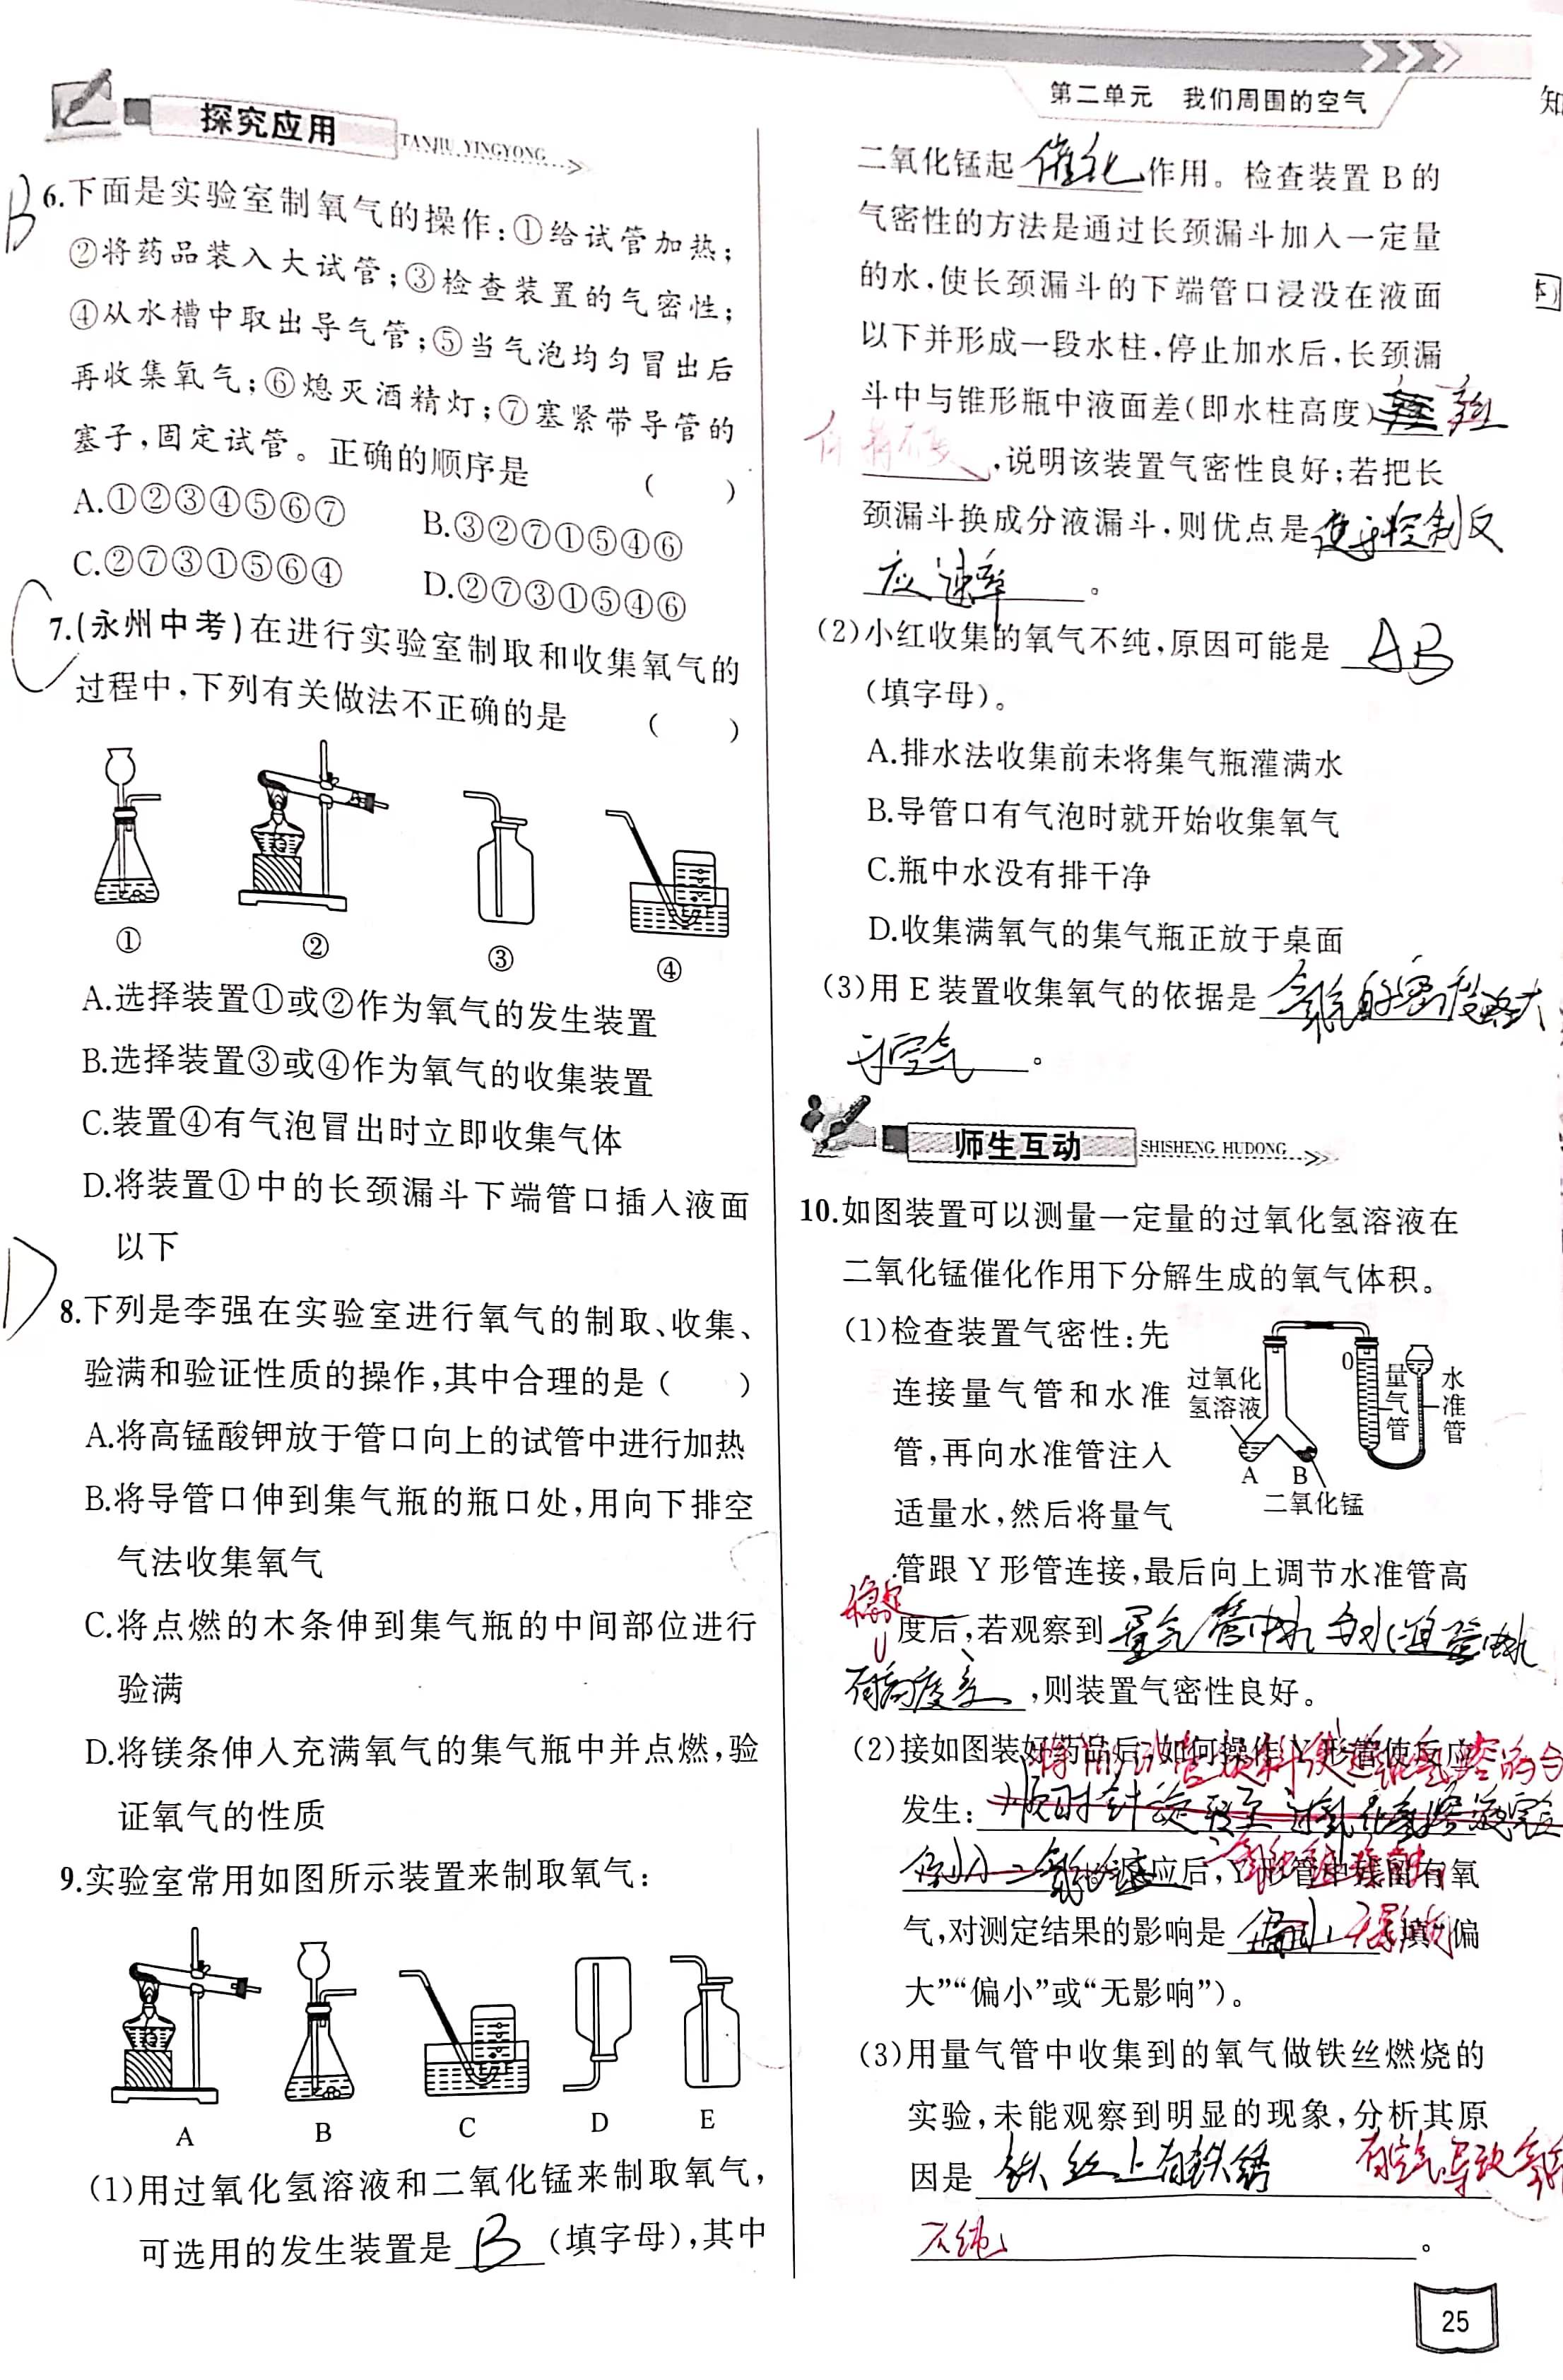 第二单元 我们周围的空气
知
探究应用 TANJIU YINGYONG
B
6.下面是实验室制氧气的操作:①给试管加热;
②将药品装入大试管;③检查装置的气密性;
④从水槽中取出导气管;⑤当气泡均匀冒出后
再收集氧气;⑥熄灭酒精灯;⑦塞紧带导管的
塞子,固定试管。正确的顺序是 ( )
A.①②③④⑤⑥⑦ B.③②⑦①⑤④⑥
C.②⑦③①⑤⑥④ D.②⑦③①⑤④⑥
C
7.(永州中考)在进行实验室制取和收集氧气的
过程中,下列有关做法不正确的是 ( )
① ② ③ ④
A.选择装置①或②作为氧气的发生装置
B.选择装置③或④作为氧气的收集装置
C.装置④有气泡冒出时立即收集气体
D.将装置①中的长颈漏斗下端管口插入液面
以下
D
8.下列是李强在实验室进行氧气的制取、收集、
验满和验证性质的操作,其中合理的是 ( )
A.将高锰酸钾放于管口向上的试管中进行加热
B.将导管口伸到集气瓶的瓶口处,用向下排空
气法收集氧气
C.将点燃的木条伸到集气瓶的中间部位进行
验满
D.将镁条伸入充满氧气的集气瓶中并点燃,验
证氧气的性质
9.实验室常用如图所示装置来制取氧气:
A B C D E
(1)用过氧化氢溶液和二氧化锰来制取氧气,
可选用的发生装置是 B (填字母),其中
二氧化锰起 催化 作用。检查装置 B 的
气密性的方法是通过长颈漏斗加入一定量
的水,使长颈漏斗的下端管口浸没在液面
以下并形成一段水柱,停止加水后,长颈漏
斗中与锥形瓶中液面差(即水柱高度)
保持不变,说明该装置气密性良好;若把长
颈漏斗换成分液漏斗,则优点是 便于控制反
应速率 。
(2)小红收集的氧气不纯,原因可能是 AB
(填字母)。
A.排水法收集前未将集气瓶灌满水
B.导管口有气泡时就开始收集氧气
C.瓶中水没有排干净
D.收集满氧气的集气瓶正放于桌面
(3)用 E 装置收集氧气的依据是 氧气的密度略大
于空气 。
师生互动 SHISHENG HUDONG
10.如图装置可以测量一定量的过氧化氢溶液在
二氧化锰催化作用下分解生成的氧气体积。
(1)检查装置气密性:先
连接量气管和水准
管,再向水准管注入
适量水,然后将量气
过氧化
氢溶液
0
量气管
水准管
A B
二氧化锰
管跟 Y 形管连接,最后向上调节水准管高
稳定
度后,若观察到 量气管中水与水准管中水
有高度差 ,则装置气密性良好。
(2)按如图装好药品后,如何操作 Y 形管使反应
发生: 顺时针旋转至过氧化氢溶液完全
应后,Y 形管中残留有氧
气,对测定结果的影响是 偏小 无影响 (填“偏
大”“偏小”或“无影响”)。
(3)用量气管中收集到的氧气做铁丝燃烧的
实验,未能观察到明显的现象,分析其原
因是 铁丝上有铁锈 有空气导致氧气
不纯 。
25